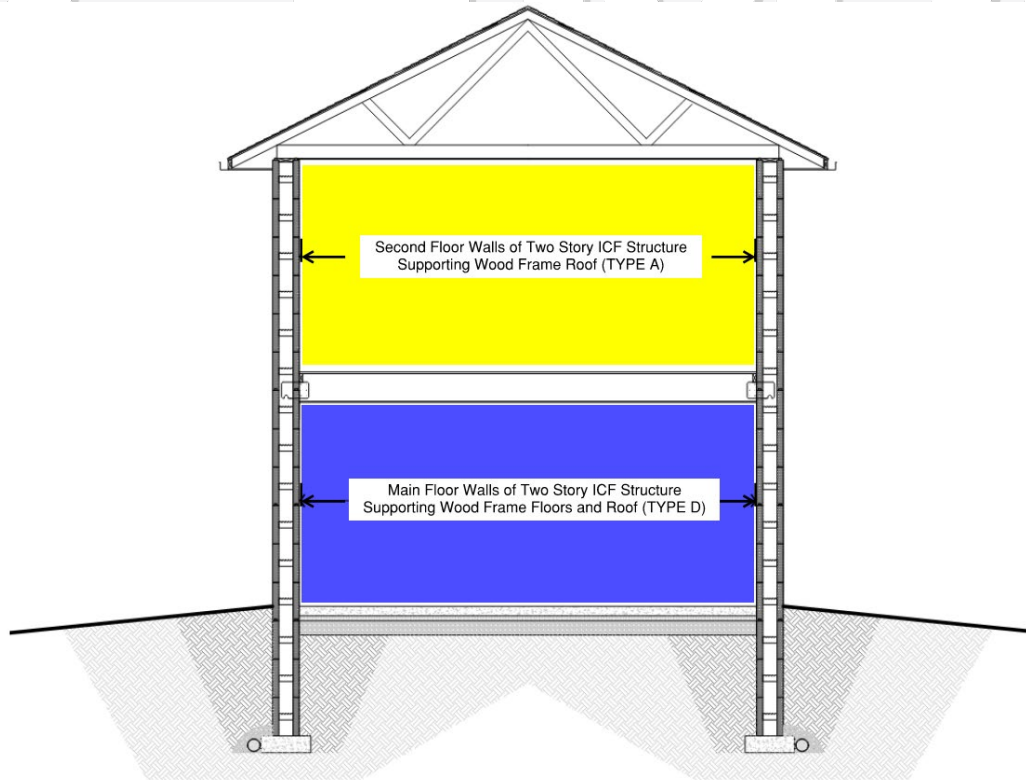 Second Floor Walls of Two Story ICF Structure
Supporting Wood Frame Roof (TYPE A)
Main Floor Walls of Two Story ICF Structure
Supporting Wood Frame Floors and Roof (TYPE D)